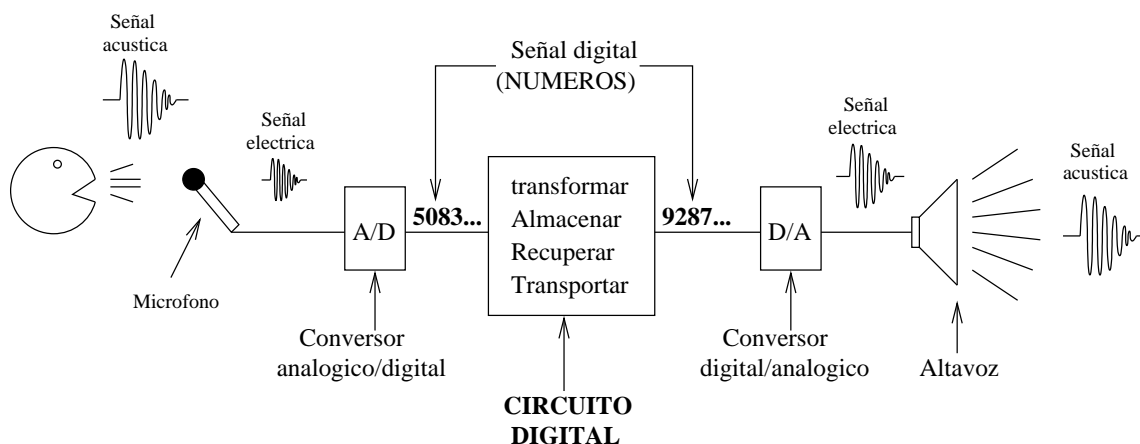 Señal
acustica
Señal
electrica
Señal digital
(NUMEROS)
Señal
electrica
Señal
acustica
Microfono
A/D
5083...
transformar
Almacenar
Recuperar
Transportar
9287...
D/A
Conversor
analogico/digital
CIRCUITO
DIGITAL
Conversor
digital/analogico
Altavoz